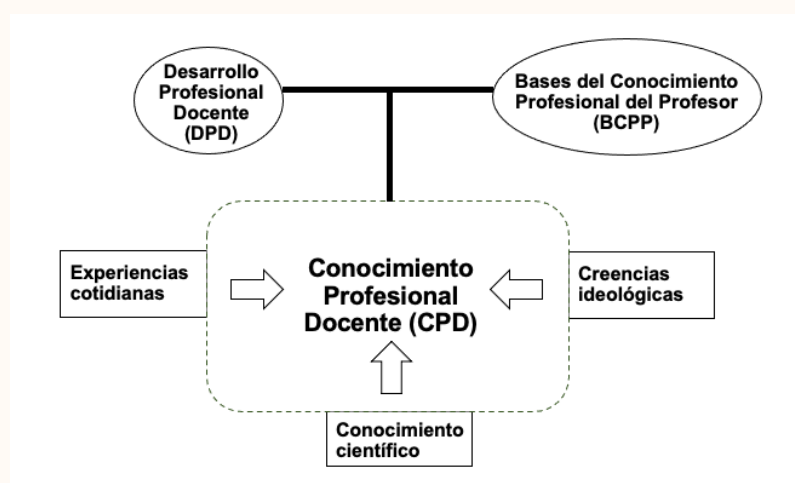 Desarrollo
Profesional
Docente
(DPD)
Bases del Conocimiento
Profesional del Profesor
(BCPP)
Experiencias
cotidianas
Conocimiento
Profesional
Docente (CPD)
Creencias
ideológicas
Conocimiento
científico